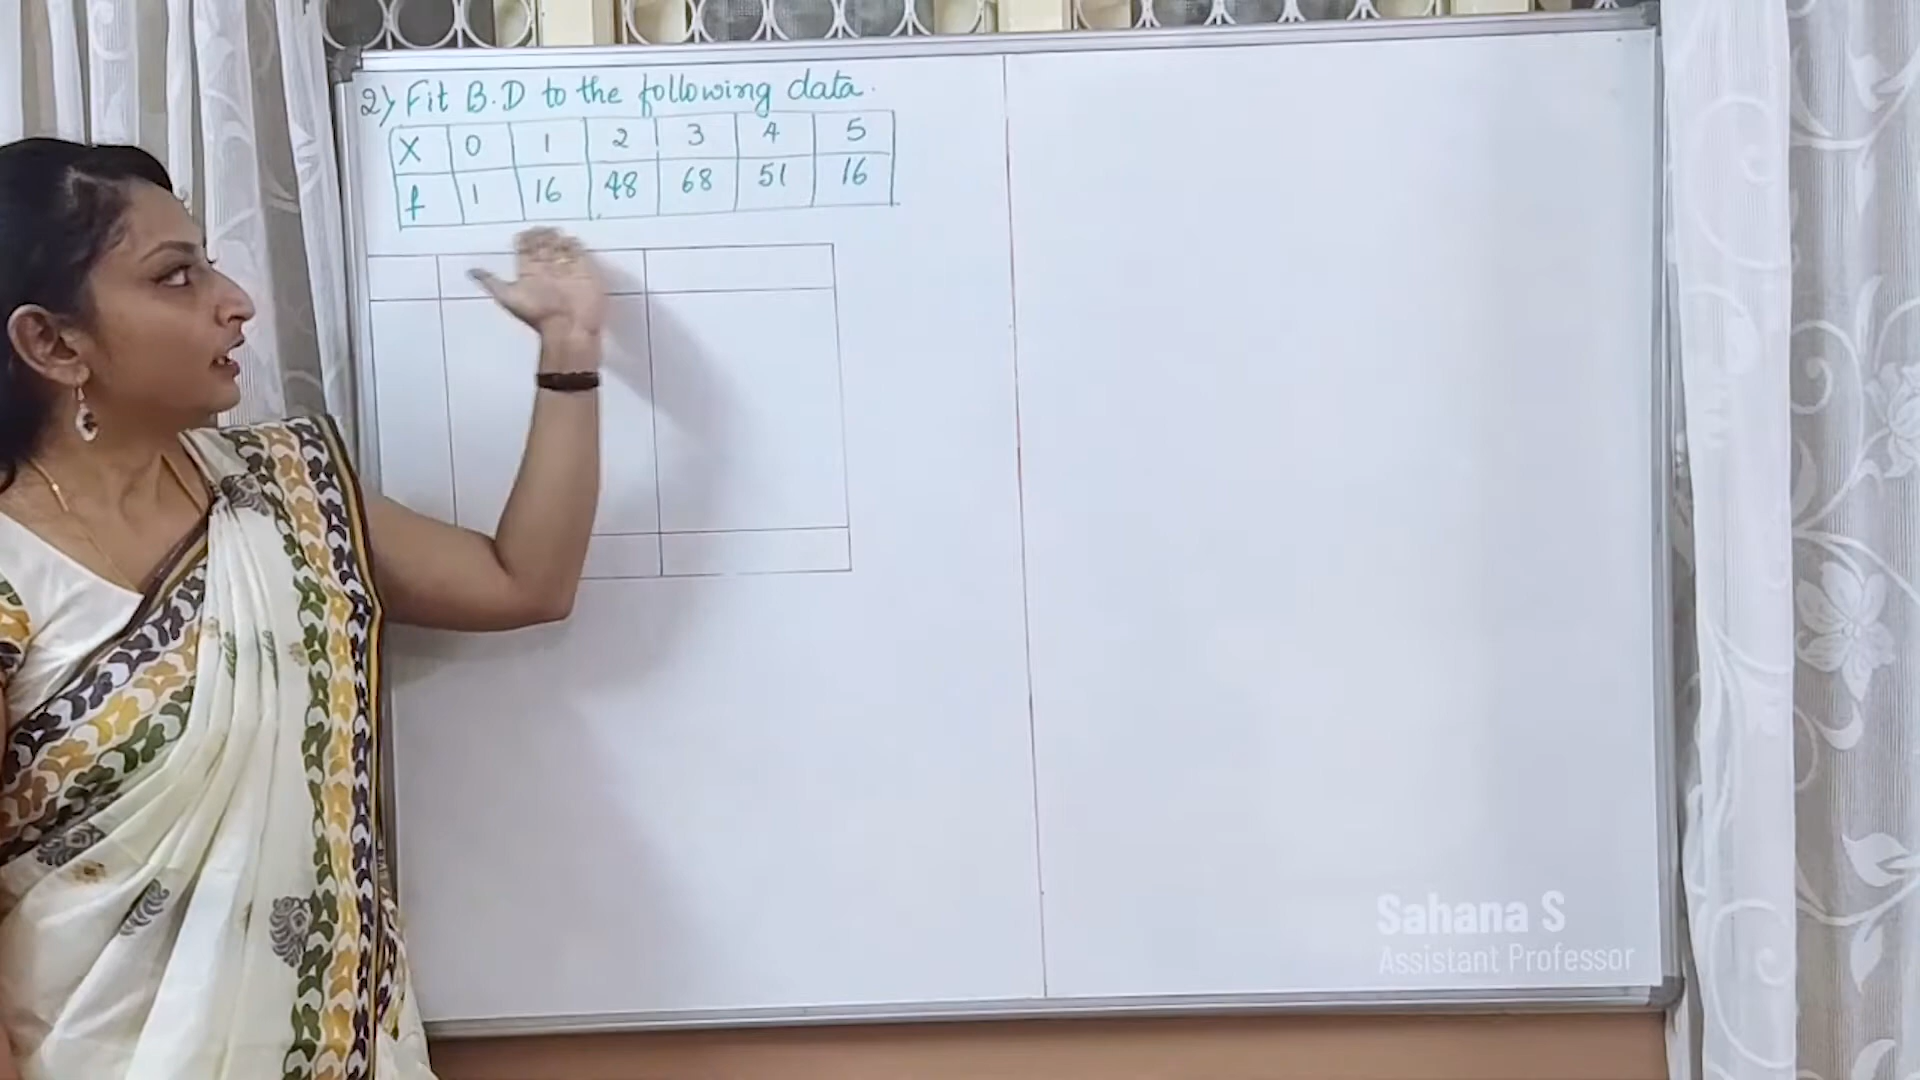 2) Fit B.D to the following data.
X 0 1 2 3 4 5
f 1 16 48 68 51 16
Sahana S
Assistant Professor